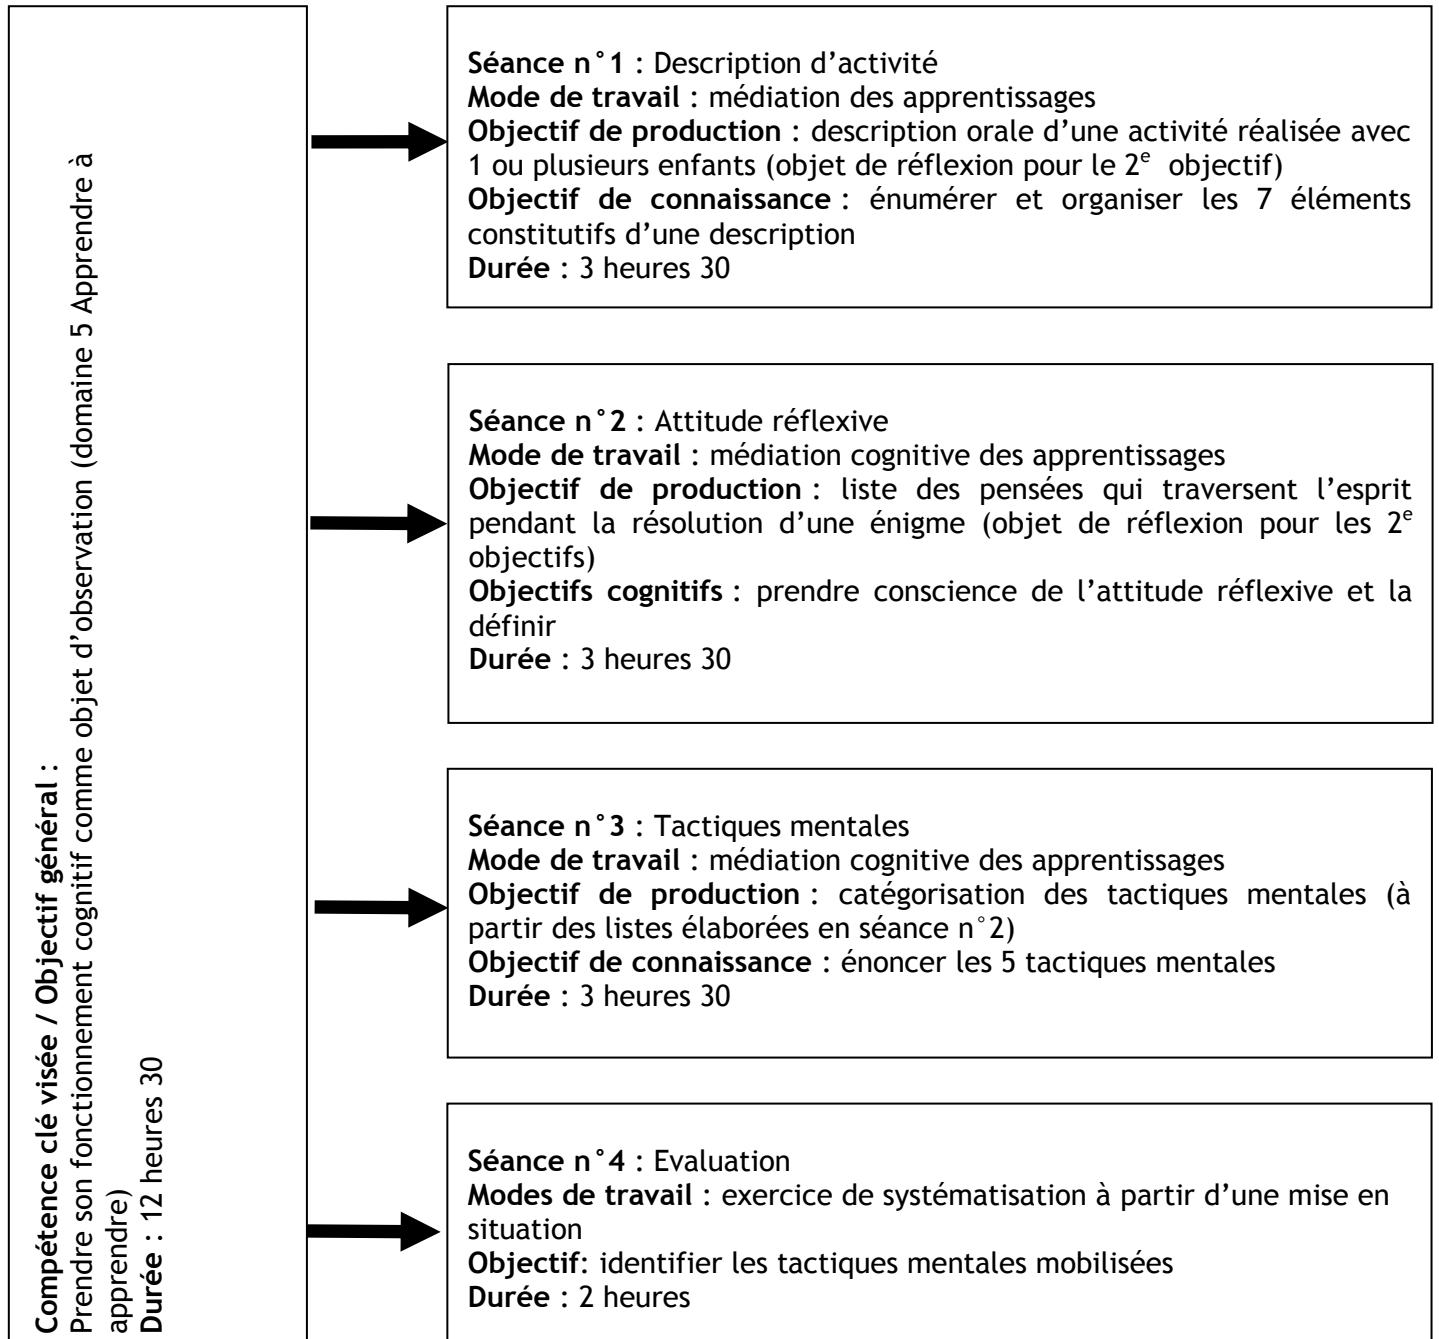 Compétence clé visée / Objectif général :
Prendre son fonctionnement cognitif comme objet d’observation (domaine 5 Apprendre à
apprendre)
Durée : 12 heures 30
Séance n°1 : Description d’activité
Mode de travail : médiation des apprentissages
Objectif de production : description orale d’une activité réalisée avec
1 ou plusieurs enfants (objet de réflexion pour le 2e objectif)
Objectif de connaissance : énumérer et organiser les 7 éléments
constitutifs d’une description
Durée : 3 heures 30
Séance n°2 : Attitude réflexive
Mode de travail : médiation cognitive des apprentissages
Objectif de production : liste des pensées qui traversent l’esprit
pendant la résolution d’une énigme (objet de réflexion pour les 2e
objectifs)
Objectifs cognitifs : prendre conscience de l’attitude réflexive et la
définir
Durée : 3 heures 30
Séance n°3 : Tactiques mentales
Mode de travail : médiation cognitive des apprentissages
Objectif de production : catégorisation des tactiques mentales (à
partir des listes élaborées en séance n°2)
Objectif de connaissance : énoncer les 5 tactiques mentales
Durée : 3 heures 30
Séance n°4 : Evaluation
Modes de travail : exercice de systématisation à partir d’une mise en
situation
Objectif: identifier les tactiques mentales mobilisées
Durée : 2 heures